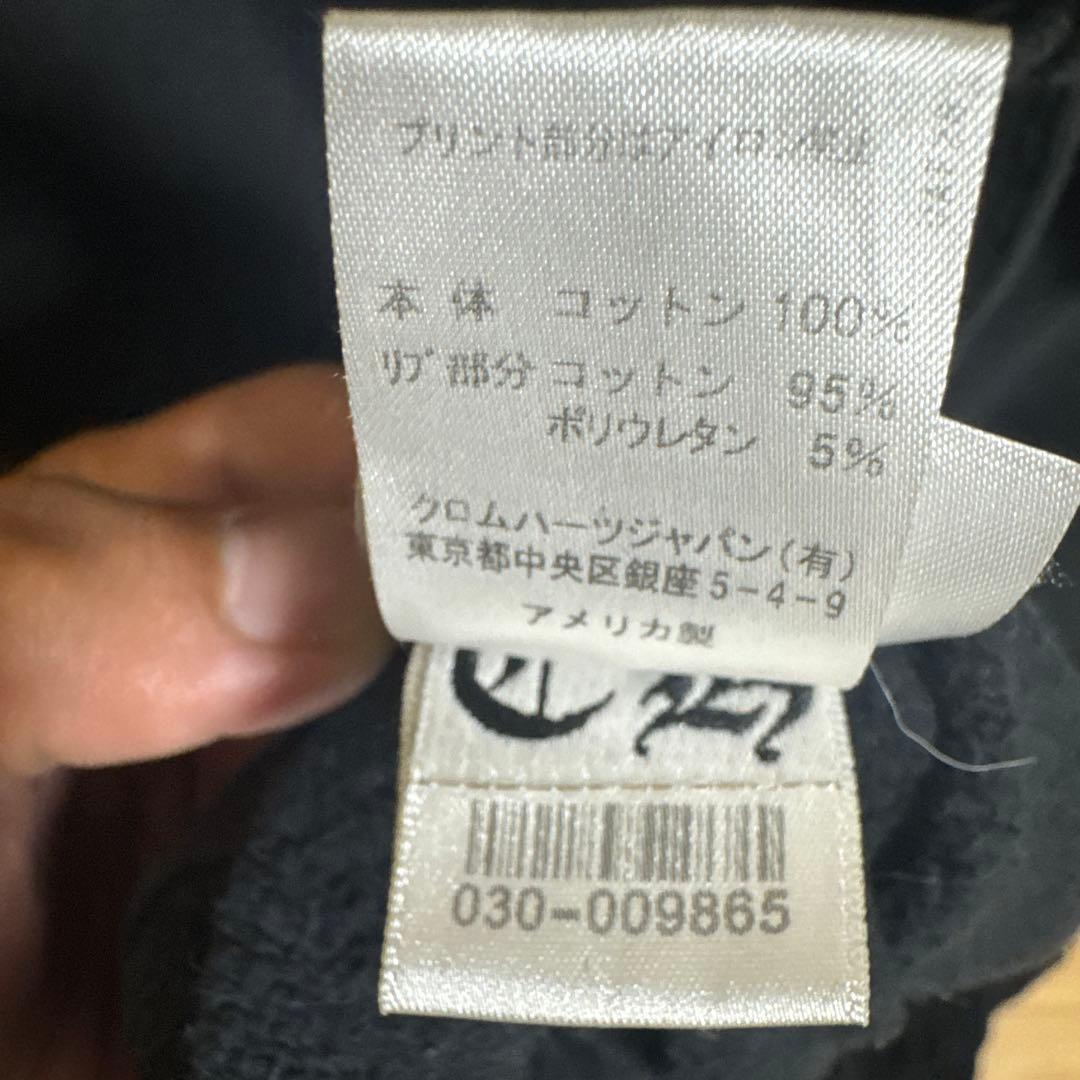 プリント部分はアイロン禁止
本体 コットン 100%
リブ部分 コットン 95%
ポリウレタン 5%
クロムハーツジャパン(有)
東京都中央区銀座5-4-9
アメリカ製
CH
030-009865